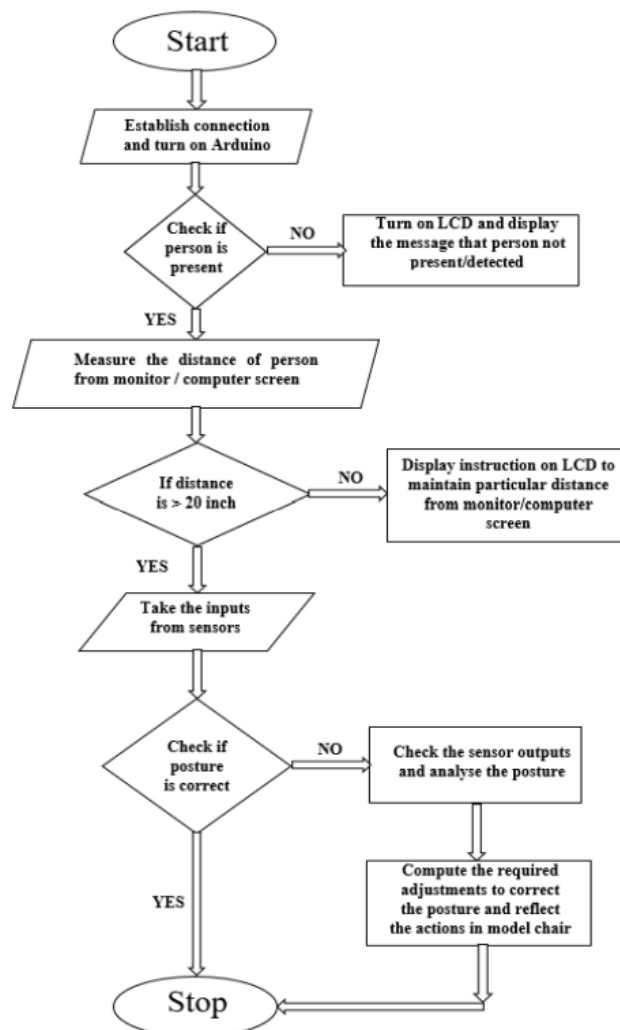 Start
Establish connection
and turn on Arduino
Check if
person is
present
NO
Turn on LCD and display
the message that person not
present/detected
YES
Measure the distance of person
from monitor / computer screen
If distance
is > 20 inch
NO
Display instruction on LCD to
maintain particular distance
from monitor/computer
screen
YES
Take the inputs
from sensors
Check if
posture
is correct
NO
Check the sensor outputs
and analyse the posture
Compute the required
adjustments to correct
the posture and reflect
the actions in model chair
YES
Stop